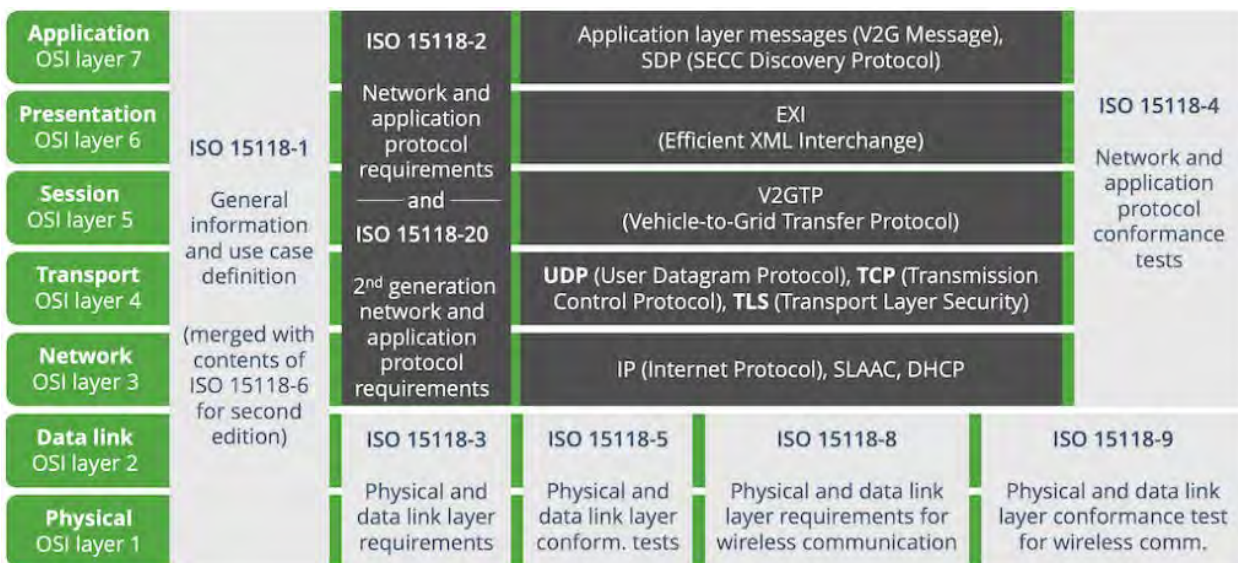 Application
OSI layer 7
Presentation
OSI layer 6
Session
OSI layer 5
Transport
OSI layer 4
Network
OSI layer 3
Data link
OSI layer 2
Physical
OSI layer 1
ISO 15118-1
General
information
and use case
definition
(merged with
contents of
ISO 15118-6
for second
edition)
ISO 15118-2
Network and
application
protocol
requirements
and
ISO 15118-20
2nd generation
network and
application
protocol
requirements
Application layer messages (V2G Message),
SDP (SECC Discovery Protocol)
EXI
(Efficient XML Interchange)
V2GTP
(Vehicle-to-Grid Transfer Protocol)
UDP (User Datagram Protocol), TCP (Transmission
Control Protocol), TLS (Transport Layer Security)
IP (Internet Protocol), SLAAC, DHCP
ISO 15118-4
Network and
application
protocol
conformance
tests
ISO 15118-3
Physical and
data link layer
requirements
ISO 15118-5
Physical and
data link layer
conform. tests
ISO 15118-8
Physical and data link
layer requirements for
wireless communication
ISO 15118-9
Physical and data link
layer conformance test
for wireless comm.